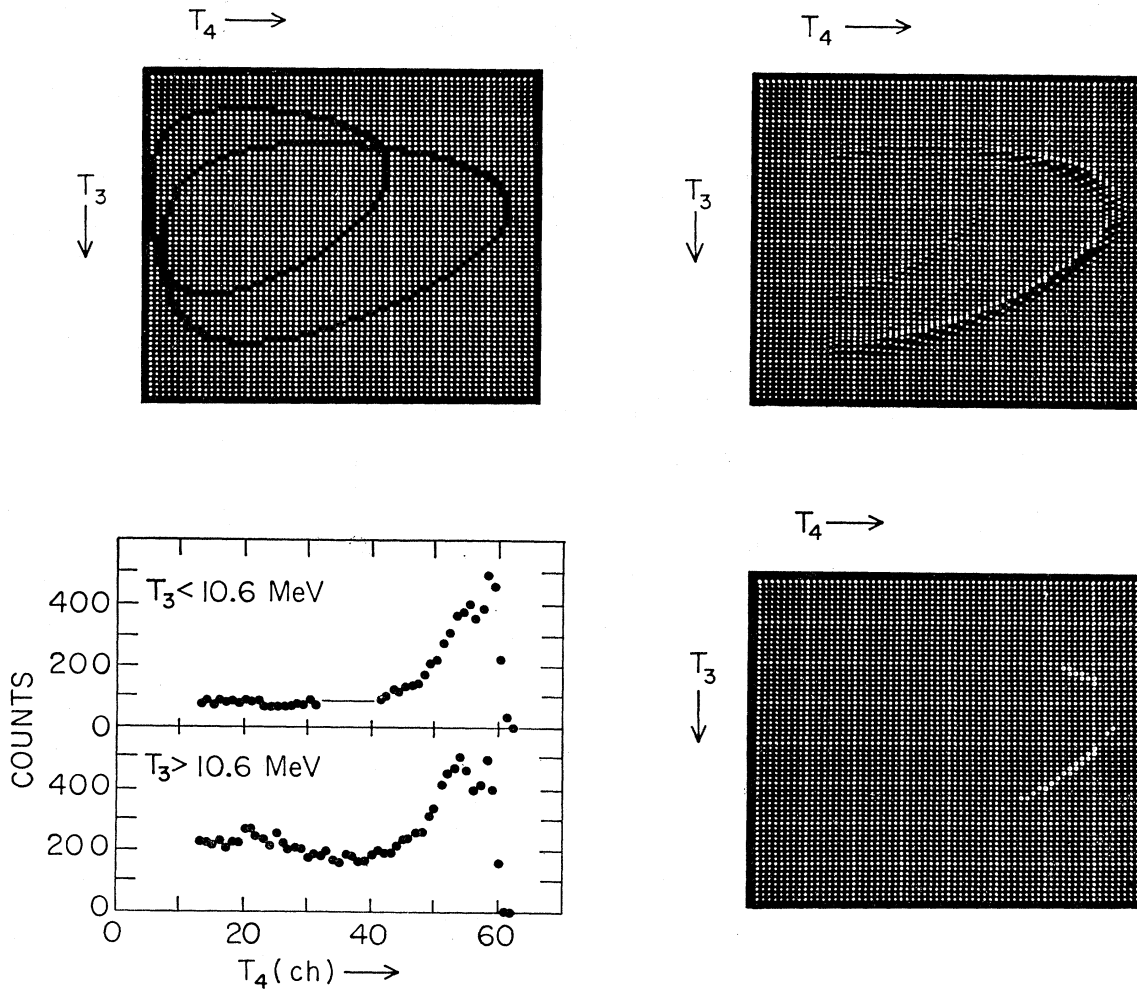 T4 →
T4 →
T3 ↓
T3 ↓
T4 →
T3 < 10.6 MeV
400
200
0
T3 > 10.6 MeV
400
200
0
COUNTS
0 20 40 60
T4 (ch) →
T3 ↓